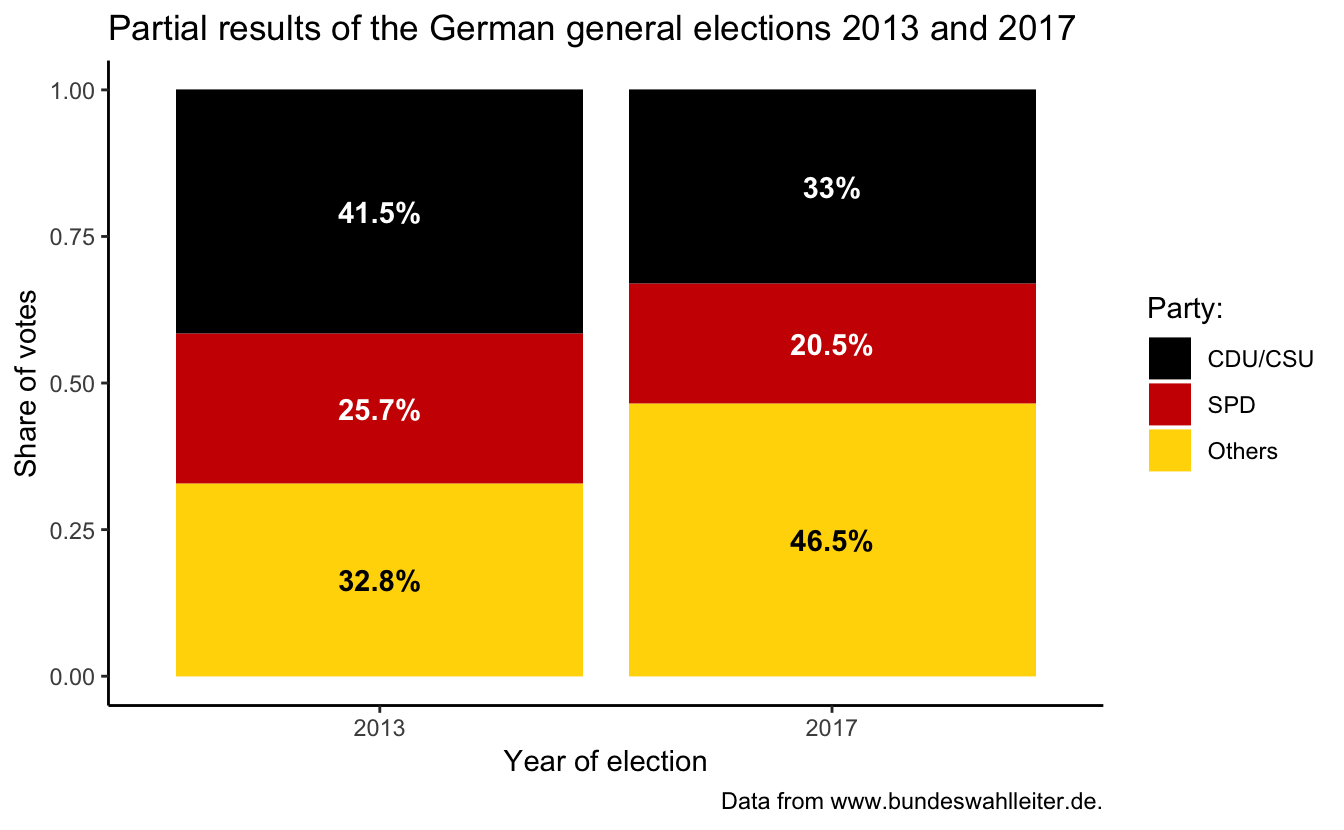 Partial results of the German general elections 2013 and 2017
1.00
0.75
0.50
0.25
0.00
Share of votes
41.5%
25.7%
32.8%
33%
20.5%
46.5%
2013
2017
Year of election
Party:
CDU/CSU
SPD
Others
Data from www.bundeswahlleiter.de.